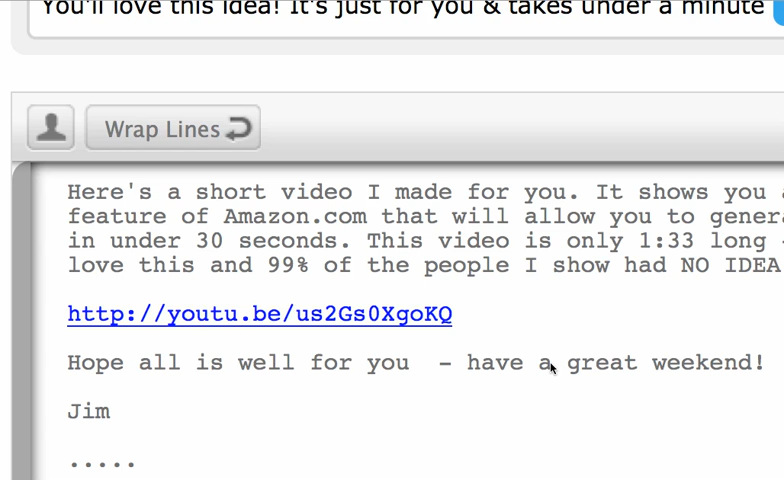 You'll love this idea! It's just for you & takes under a minute
Wrap Lines
Here's a short video I made for you. It shows you
feature of Amazon.com that will allow you to
in under 30 seconds. This video is only 1:33 long
love this and 99% of the people I show had NO IDEA
http://youtu.be/us2Gs0XgoKQ
Hope all is well for you - have a great weekend!
Jim
.....